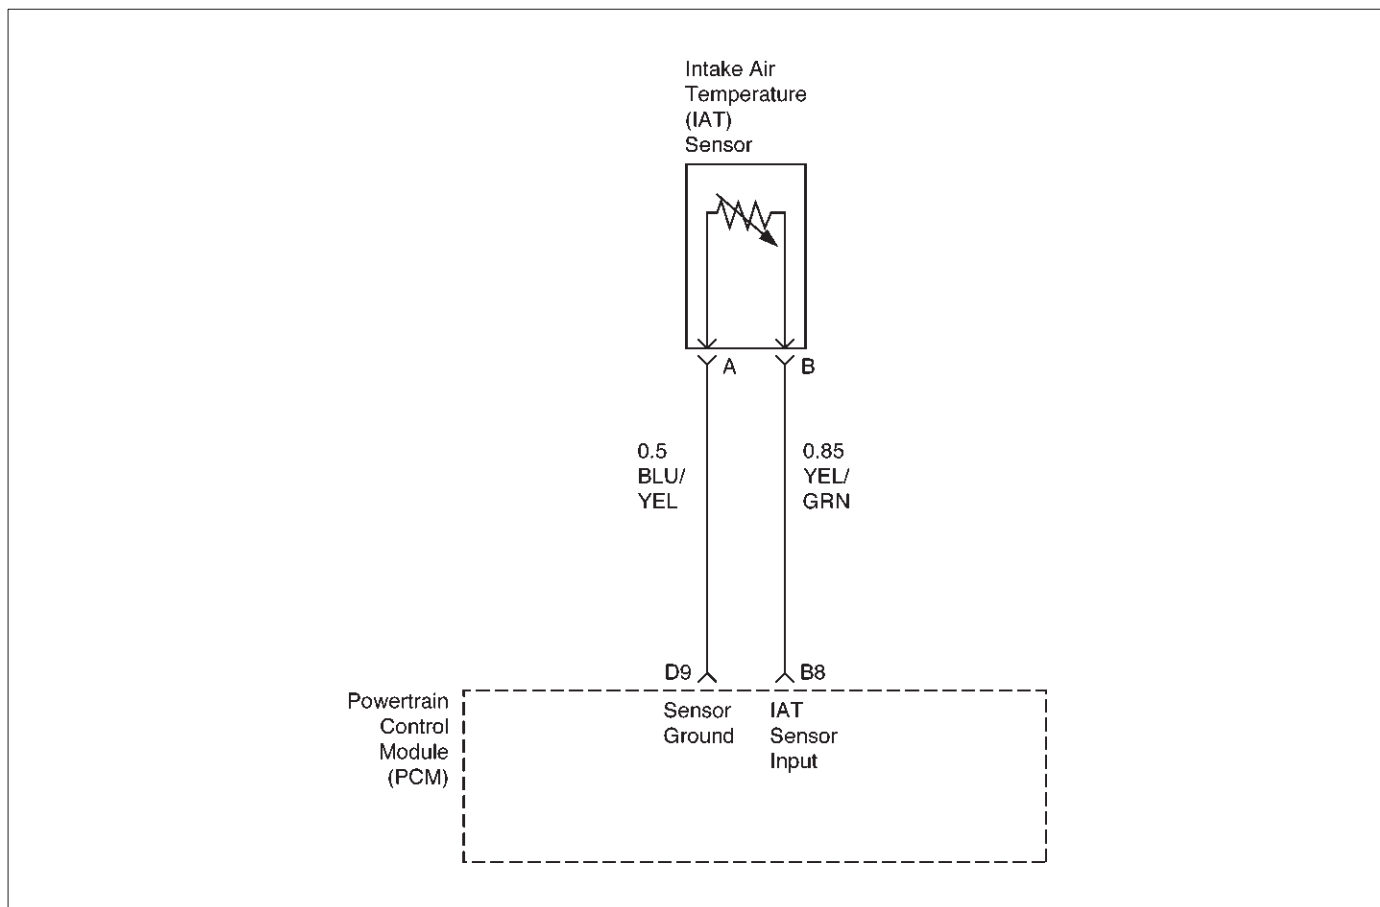 Intake Air
Temperature
(IAT)
Sensor
A
B
0.5
BLU/
YEL
0.85
YEL/
GRN
D9
B8
Powertrain
Control
Module
(PCM)
Sensor
Ground
IAT
Sensor
Input